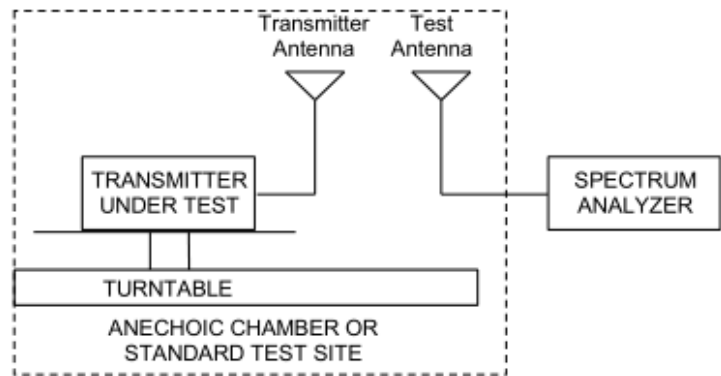 Transmitter
Antenna
Test
Antenna
TRANSMITTER
UNDER TEST
SPECTRUM
ANALYZER
TURNTABLE
ANECHOIC CHAMBER OR
STANDARD TEST SITE